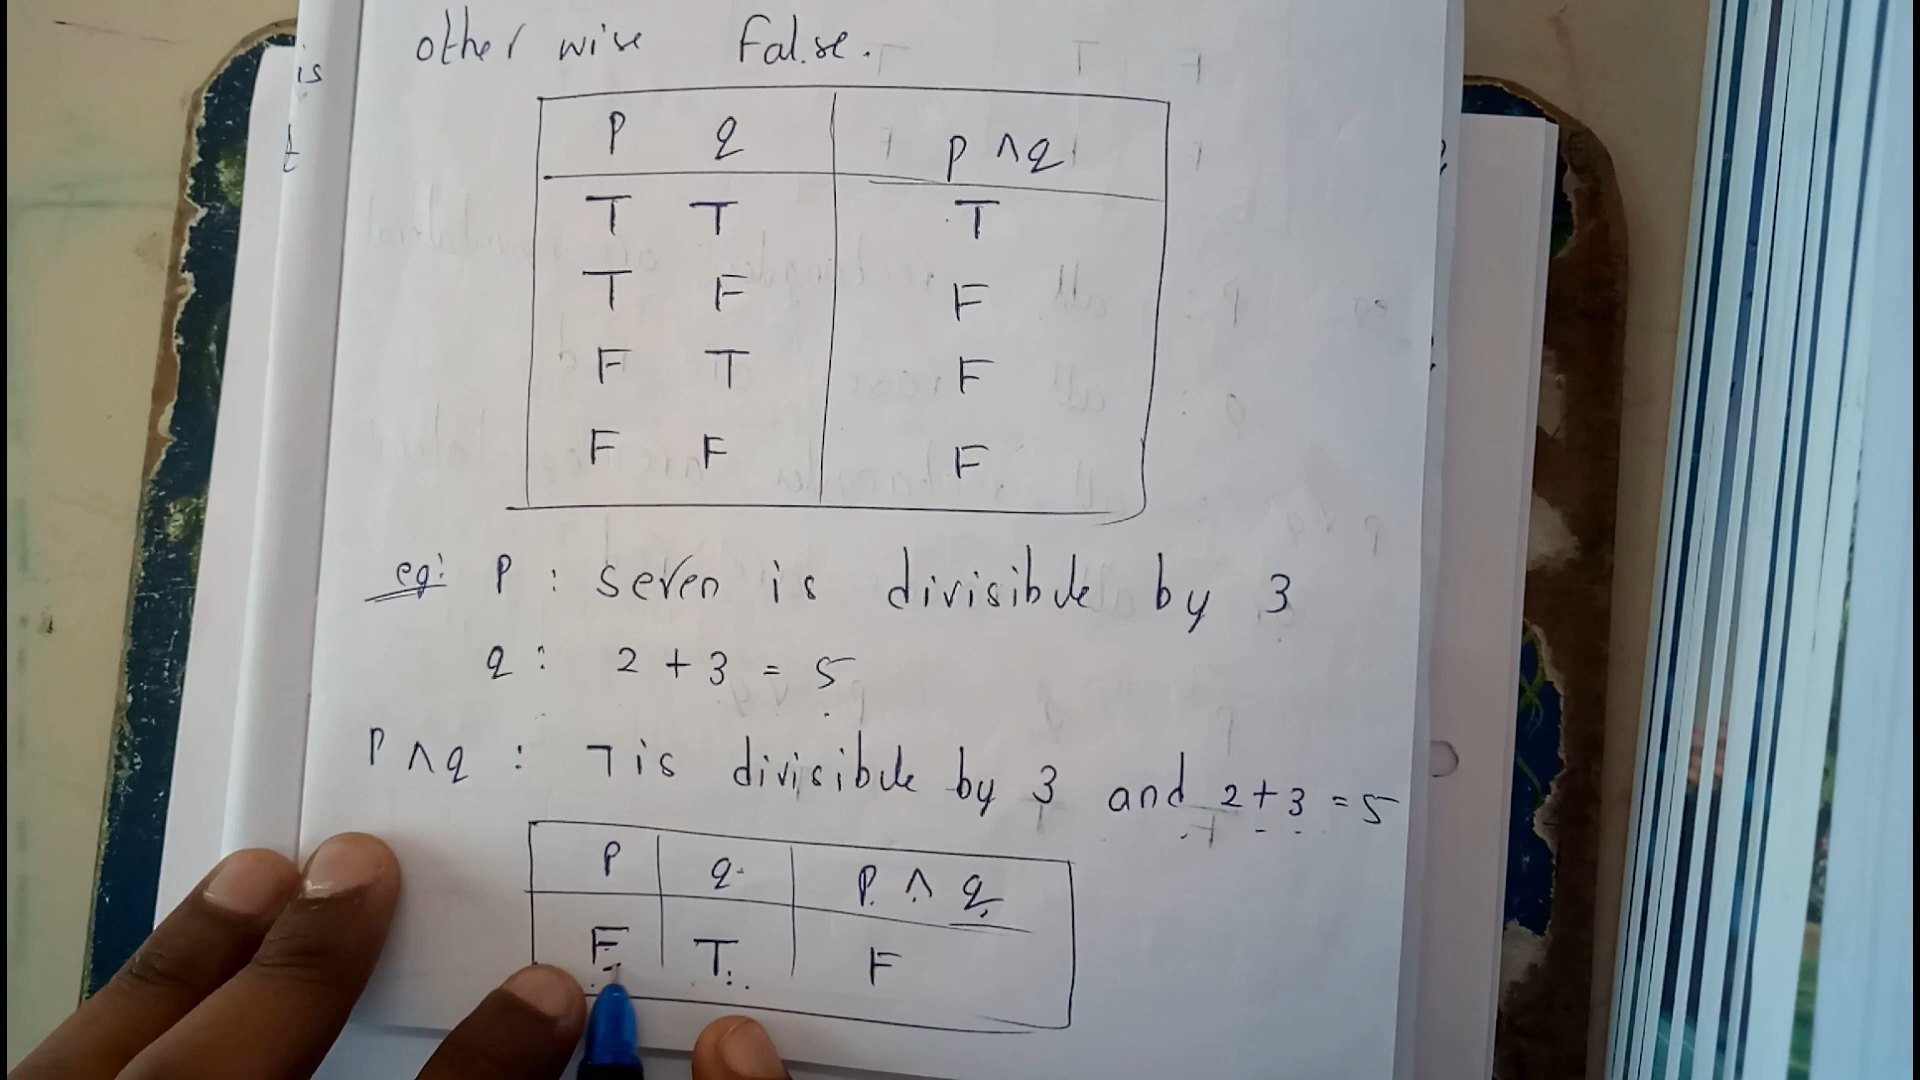 other wise False.
is
t
P q P ∧ q
T T T
T F F
F T F
F F F
eg: P : seven is divisible by 3
q : 2 + 3 = 5
P ∧ q : 7 is divisible by 3 and 2 + 3 = 5
P q P ∧ q
F T F